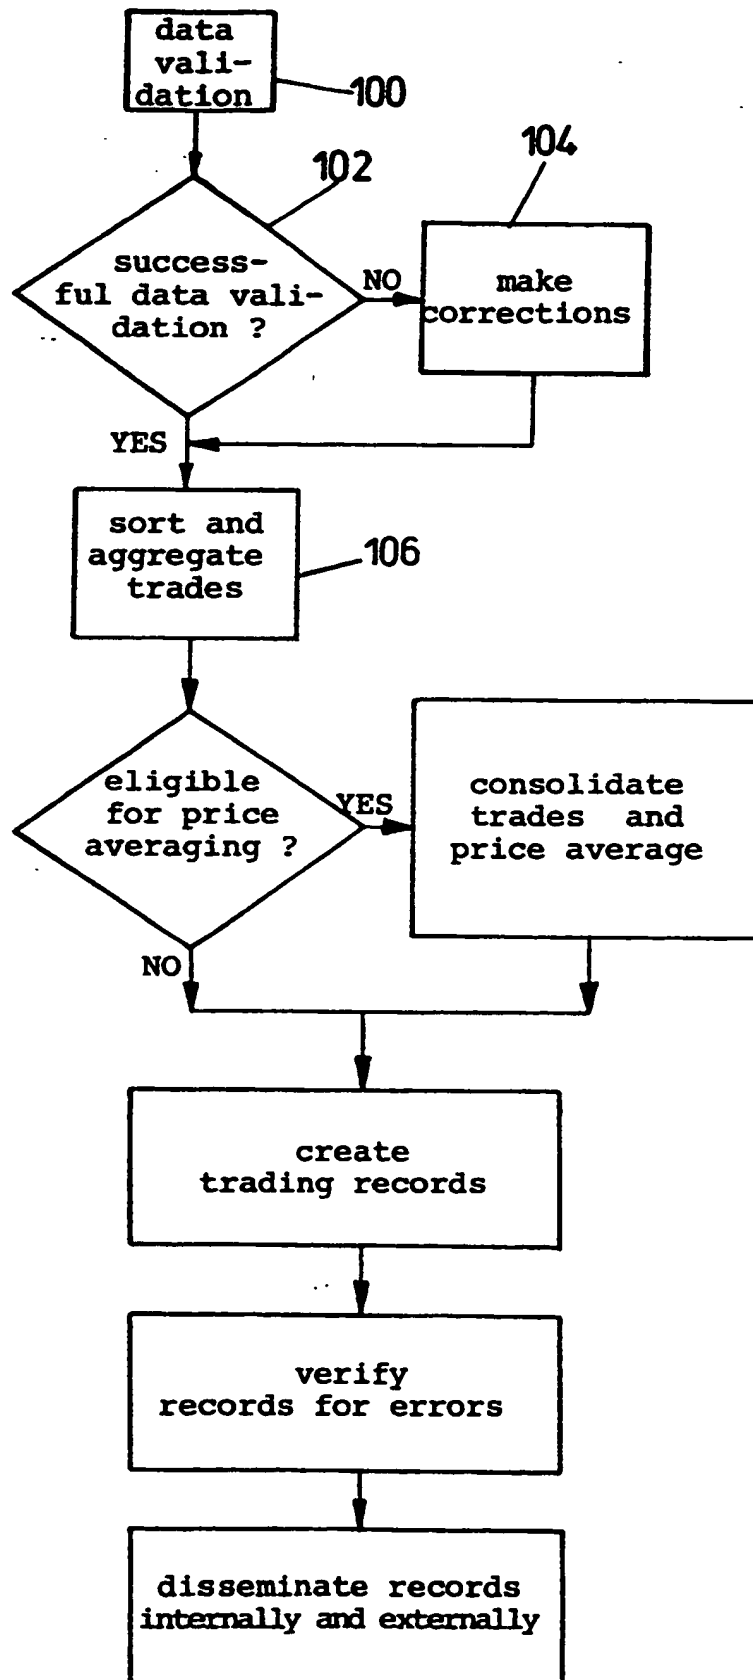 data
vali-
dation
100
102
104
success-
ful data vali-
dation ?
NO
make
corrections
YES
sort and
aggregate
trades
106
eligible
for price
averaging ?
YES
consolidate
trades and
price average
NO
create
trading records
verify
records for errors
disseminate records
internally and externally